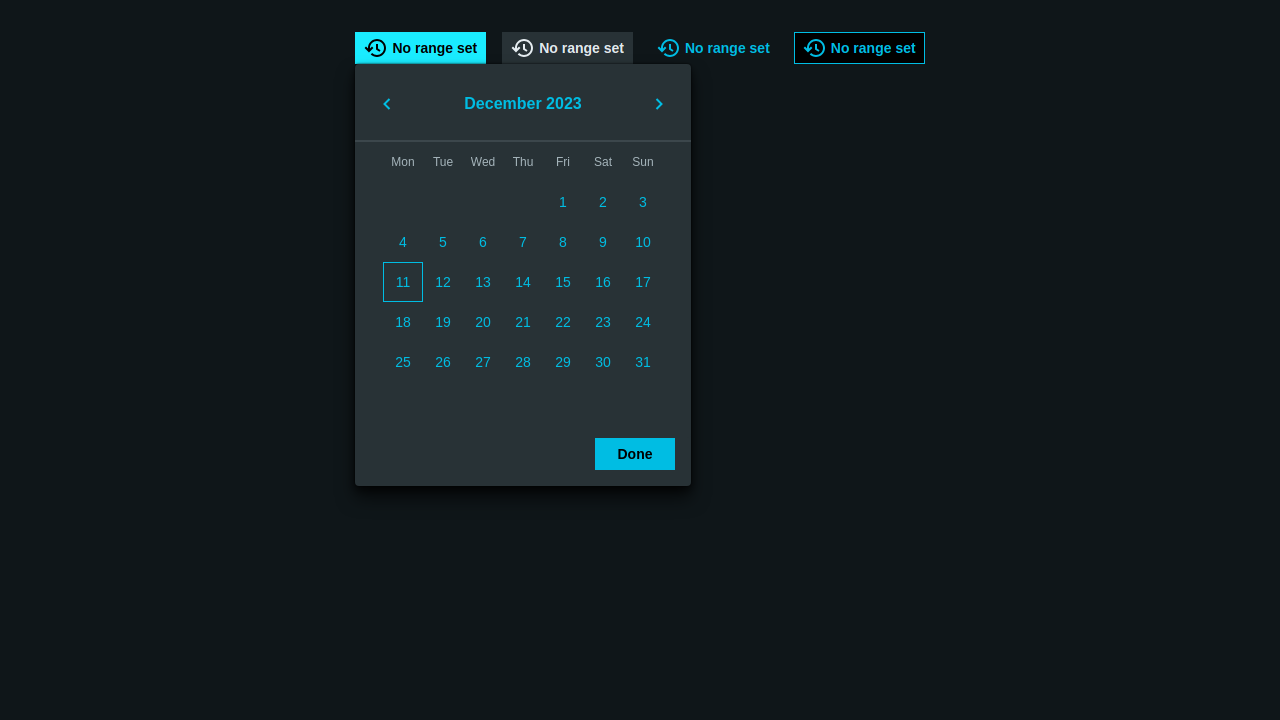 No range set No range set No range set No range set
December 2023
Mon Tue Wed Thu Fri Sat Sun
1 2 3
4 5 6 7 8 9 10
11 12 13 14 15 16 17
18 19 20 21 22 23 24
25 26 27 28 29 30 31
Done